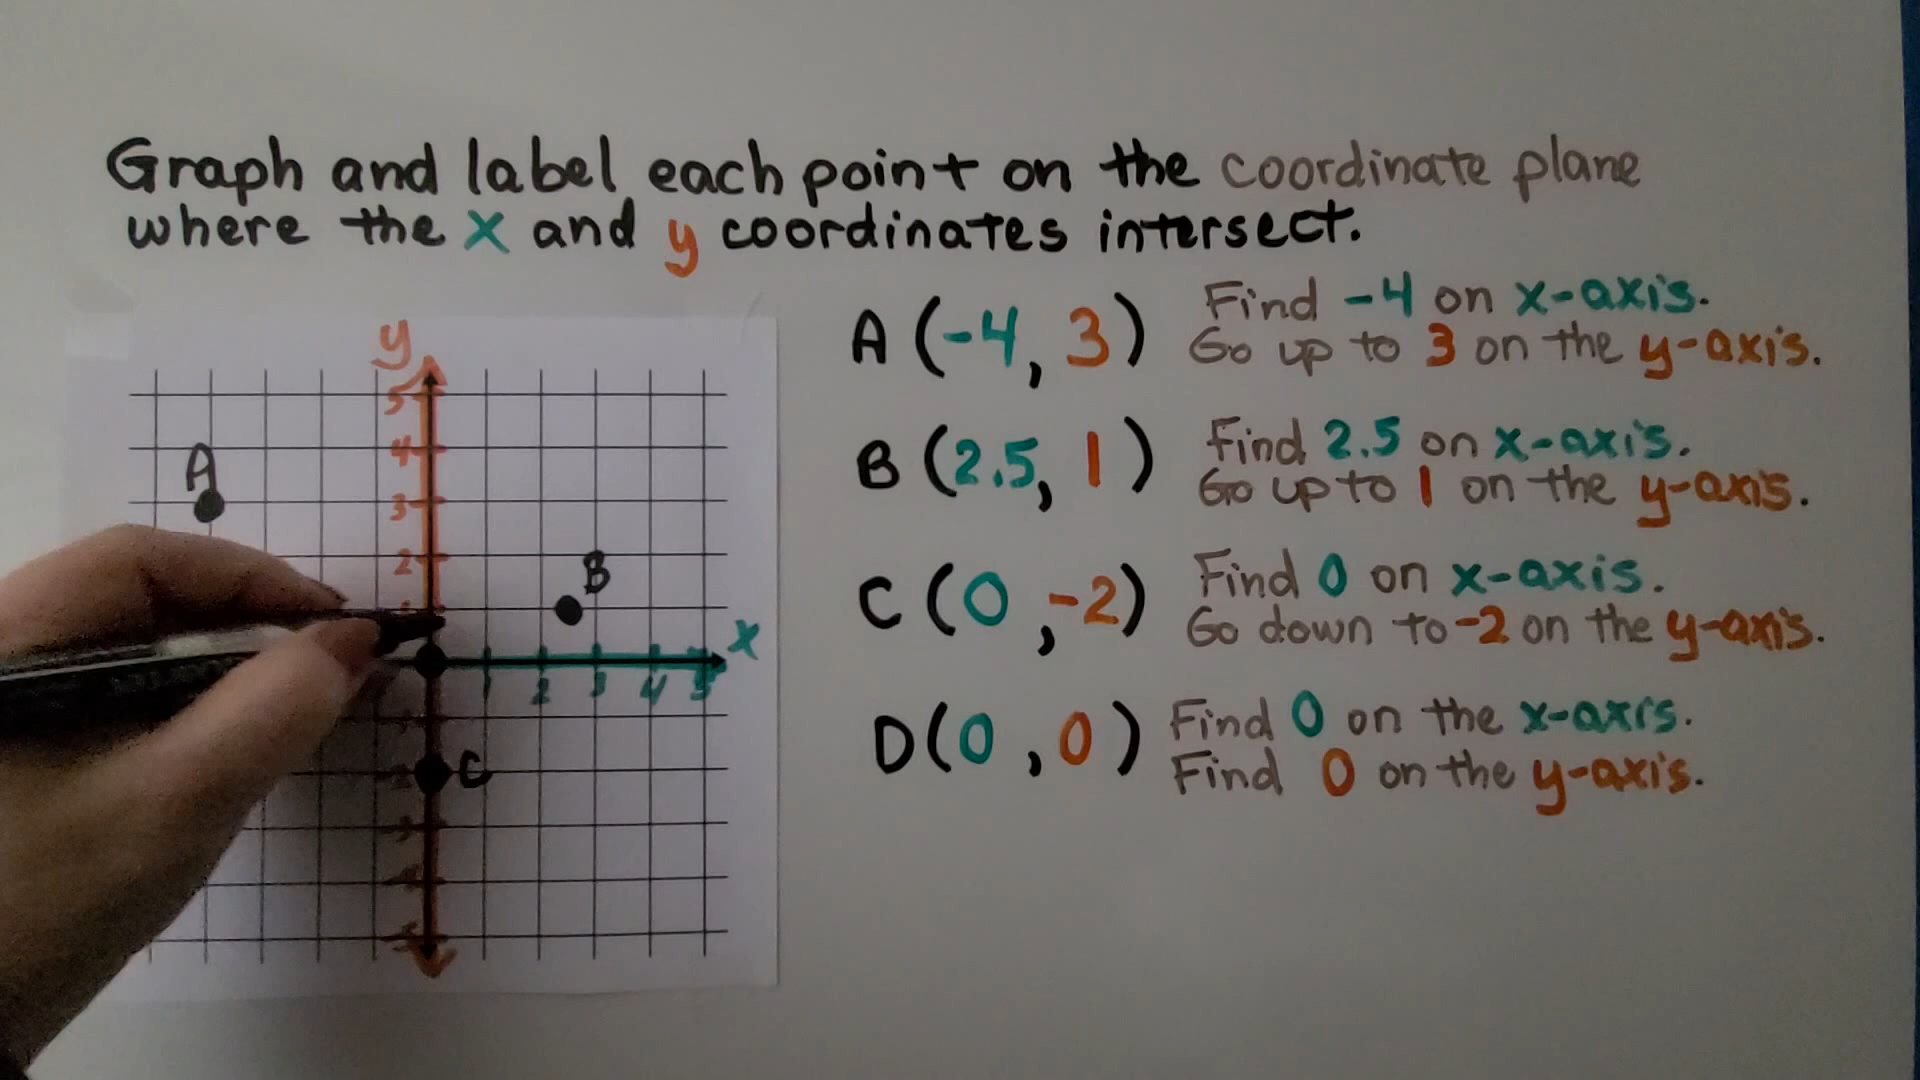 Graph and label each point on the coordinate plane
where the x and y coordinates intersect.
A (-4, 3) Find -4 on x-axis.
Go up to 3 on the y-axis.
B (2.5, 1) Find 2.5 on x-axis.
Go up to 1 on the y-axis.
C (0, -2) Find 0 on x-axis.
Go down to -2 on the y-axis.
D (0, 0) Find 0 on the x-axis.
Find 0 on the y-axis.
y
5
4
A
3
2
B
x
1 2 3 4 5
C